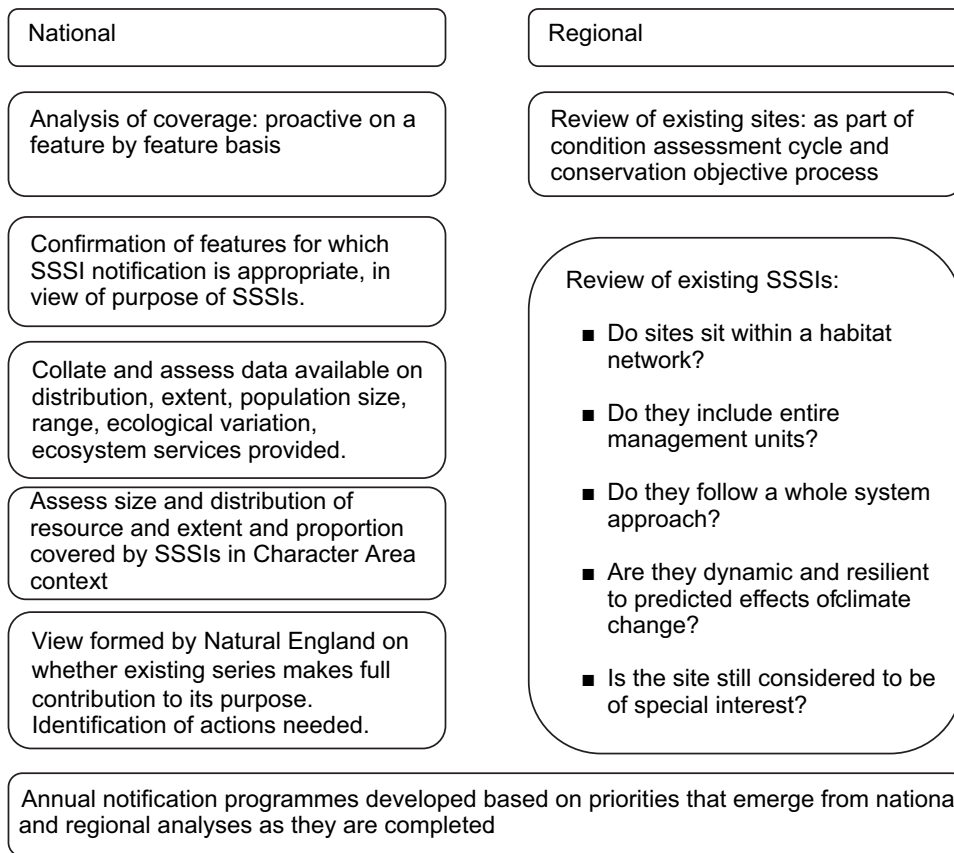 National
Analysis of coverage: proactive on a
feature by feature basis
Confirmation of features for which
SSSI notification is appropriate, in
view of purpose of SSSIs.
Collate and assess data available on
distribution, extent, population size,
range, ecological variation,
ecosystem services provided.
Assess size and distribution of
resource and extent and proportion
covered by SSSIs in Character Area
context
View formed by Natural England on
whether existing series makes full
contribution to its purpose.
Identification of actions needed.
Regional
Review of existing sites: as part of
condition assessment cycle and
conservation objective process
Review of existing SSSIs:
■ Do sites sit within a habitat
network?
■ Do they include entire
management units?
■ Do they follow a whole system
approach?
■ Are they dynamic and resilient
to predicted effects ofclimate
change?
■ Is the site still considered to be
of special interest?
Annual notification programmes developed based on priorities that emerge from nationa
and regional analyses as they are completed